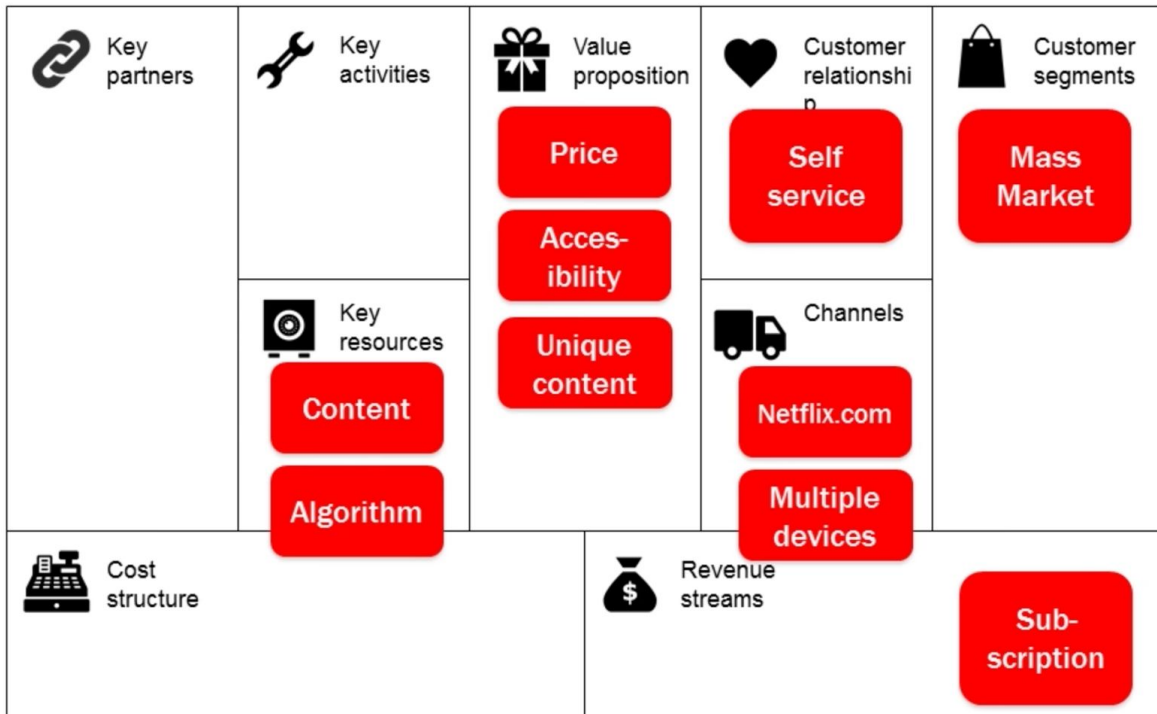 Key
partners
Key
activities
Value
proposition
Price
Acces-
ibility
Unique
content
Customer
relationshi
p
Self
service
Customer
segments
Mass
Market
Key
resources
Content
Algorithm
Channels
Netflix.com
Multiple
devices
Cost
structure
$
Revenue
streams
Sub-
scription